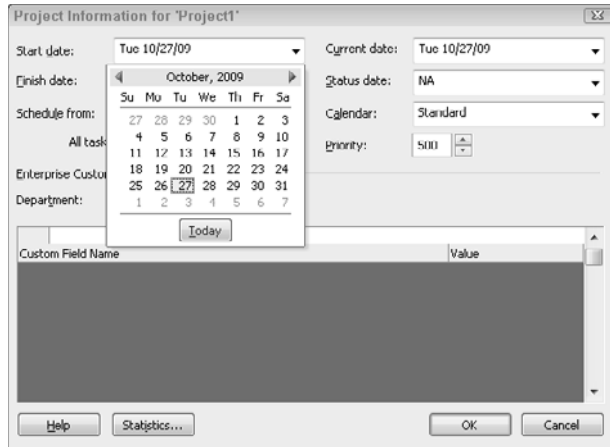 Project Information for 'Project1'
Start date: Tue 10/27/09 Current date: Tue 10/27/09
Finish date: Status date: NA
Schedule from: Calendar: Standard
All task Priority: 500
Enterprise Custo
Department:
October, 2009
Su Mo Tu We Th Fr Sa
27 28 29 30 1 2 3
4 5 6 7 8 9 10
11 12 13 14 15 16 17
18 19 20 21 22 23 24
25 26 27 28 29 30 31
1 2 3 4 5 6 7
Today
Custom Field Name Value
Help Statistics... OK Cancel